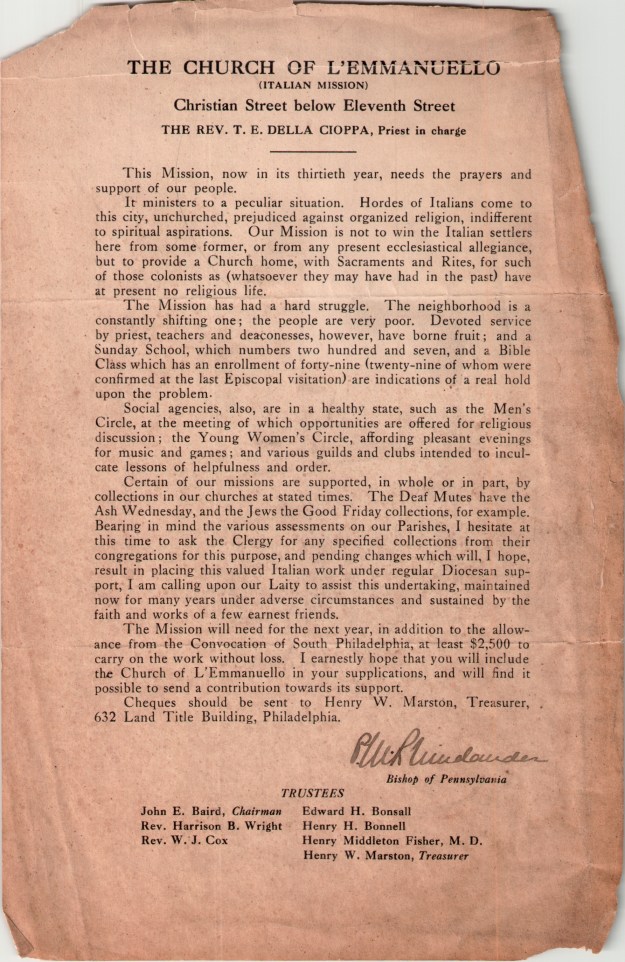 THE CHURCH OF L'EMMANUELLO
(ITALIAN MISSION)
Christian Street below Eleventh Street
THE REV. T. E. DELLA CIOPPA, Priest in charge
This Mission, now in its thirtieth year, needs the prayers and
support of our people.
It ministers to a peculiar situation. Hordes of Italians come to
this city, unchurched, prejudiced against organized religion, indifferent
to spiritual aspirations. Our Mission is not to win the Italian settlers
here from some former, or from any present ecclesiastical allegiance,
but to provide a Church home, with Sacraments and Rites, for such
of those colonists as (whatsoever they may have had in the past) have
at present no religious life.
The Mission has had a hard struggle. The neighborhood is a
constantly shifting one; the people are very poor. Devoted service
by priest, teachers and deaconesses, however, have borne fruit; and a
Sunday School, which numbers two hundred and seven, and a Bible
Class which has an enrollment of forty-nine (twenty-nine of whom were
confirmed at the last Episcopal visitation) are indications of a real hold
upon the problem.
Social agencies, also, are in a healthy state, such as the Men's
Circle, at the meeting of which opportunities are offered for religious
discussion; the Young Women's Circle, affording pleasant evenings
for music and games; and various guilds and clubs intended to incul-
cate lessons of helpfulness and order.
Certain of our missions are supported, in whole or in part, by
collections in our churches at stated times. The Deaf Mutes have the
Ash Wednesday, and the Jews the Good Friday collections, for example.
Bearing in mind the various assessments on our Parishes, I hesitate at
this time to ask the Clergy for any specified collections from their
congregations for this purpose, and pending changes which will, I hope,
result in placing this valued Italian work under regular Diocesan sup-
port, I am calling upon our Laity to assist this undertaking, maintained
now for many years under adverse circumstances and sustained by the
faith and works of a few earnest friends.
The Mission will need for the next year, in addition to the allow-
ance from the Convocation of South Philadelphia, at least $2,500 to
carry on the work without loss. I earnestly hope that you will include
the Church of L'Emmanuello in your supplications, and will find it
possible to send a contribution towards its support.
Cheques should be sent to Henry W. Marston, Treasurer,
632 Land Title Building, Philadelphia.
Bishop of Pennsylvania
TRUSTEES
John E. Baird, Chairman Edward H. Bonsall
Rev. Harrison B. Wright Henry H. Bonnell
Rev. W. J. Cox Henry Middleton Fisher, M. D.
Henry W. Marston, Treasurer